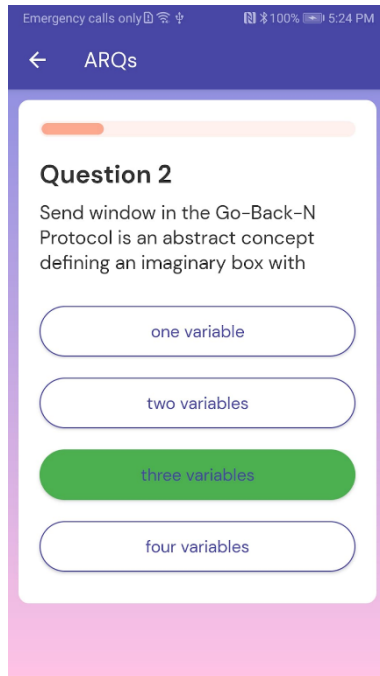 Emergency calls only 100% 5:24 PM
ARQs
Question 2
Send window in the Go-Back-N
Protocol is an abstract concept
defining an imaginary box with
one variable
two variables
three variables
four variables